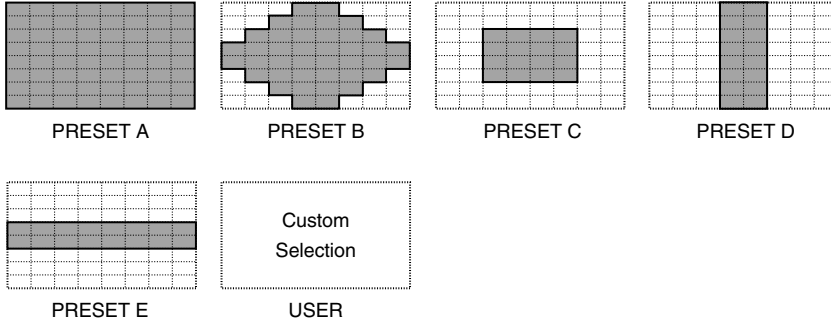 PRESET A
PRESET B
PRESET C
PRESET D
Custom
Selection
PRESET E
USER